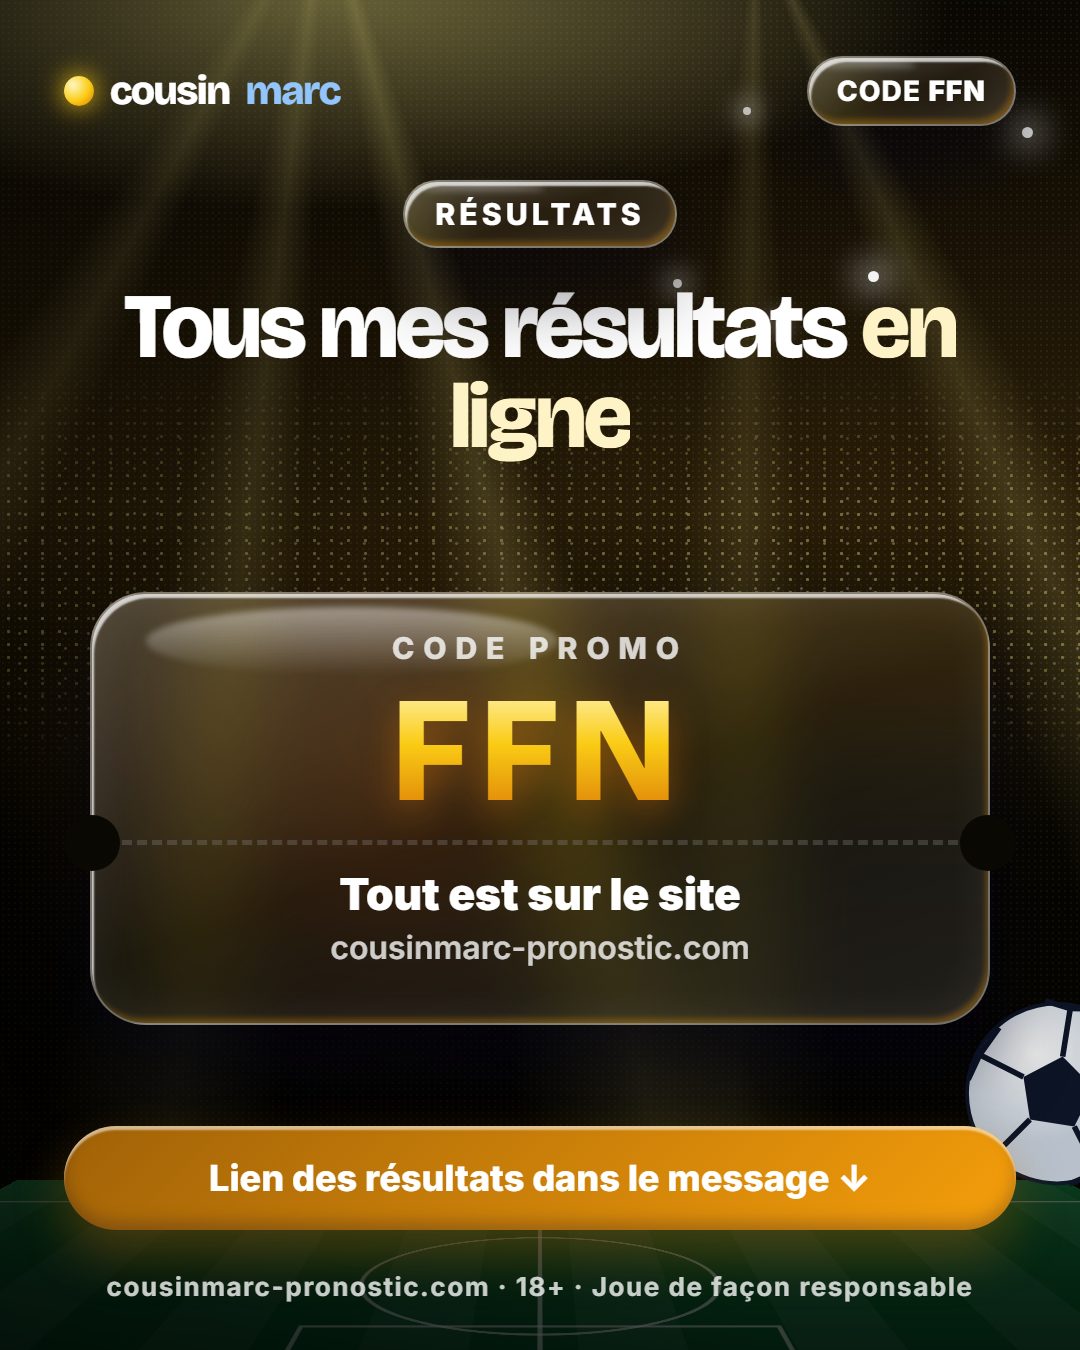 cousin marc
CODE FFN
RÉSULTATS
Tous mes résultats en
ligne
CODE PROMO
FFN
Tout est sur le site
cousinmarc-pronostic.com
Lien des résultats dans le message ↓
cousinmarc-pronostic.com · 18+ · Joue de façon responsable